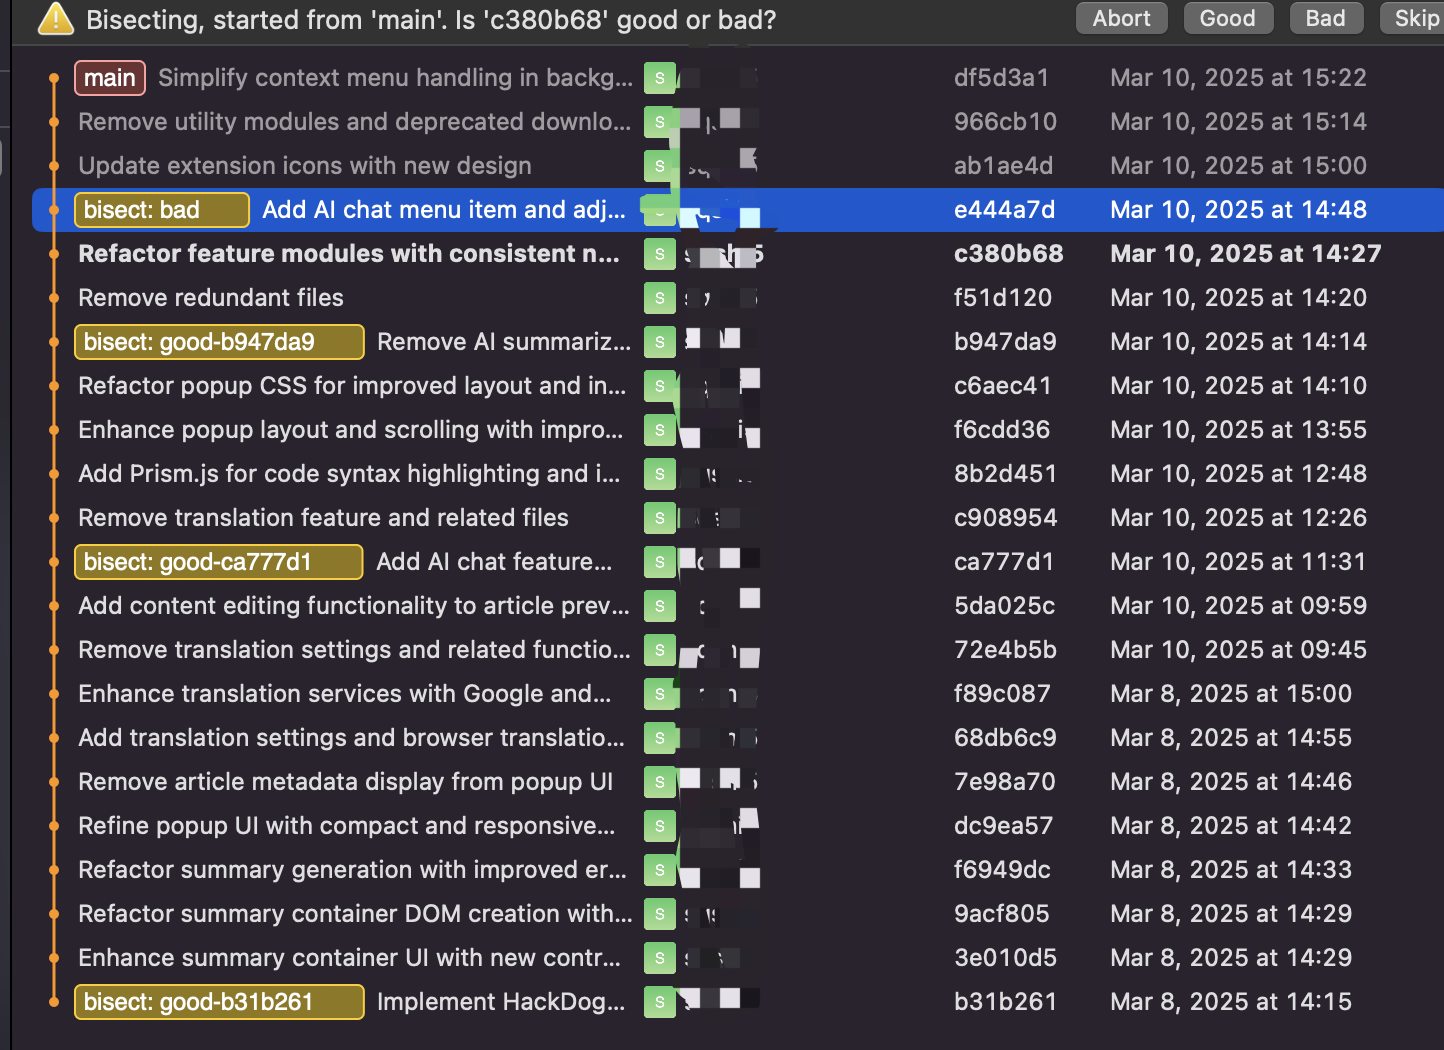 Bisecting, started from 'main'. Is 'c380b68' good or bad? Abort Good Bad Skip
main Simplify context menu handling in backg... S df5d3a1 Mar 10, 2025 at 15:22
Remove utility modules and deprecated downlo... S 966cb10 Mar 10, 2025 at 15:14
Update extension icons with new design S ab1ae4d Mar 10, 2025 at 15:00
bisect: bad Add AI chat menu item and adj... e444a7d Mar 10, 2025 at 14:48
Refactor feature modules with consistent n... S c380b68 Mar 10, 2025 at 14:27
Remove redundant files S f51d120 Mar 10, 2025 at 14:20
bisect: good-b947da9 Remove AI summariz... S b947da9 Mar 10, 2025 at 14:14
Refactor popup CSS for improved layout and in... S c6aec41 Mar 10, 2025 at 14:10
Enhance popup layout and scrolling with impro... S f6cdd36 Mar 10, 2025 at 13:55
Add Prism.js for code syntax highlighting and i... S 8b2d451 Mar 10, 2025 at 12:48
Remove translation feature and related files S c908954 Mar 10, 2025 at 12:26
bisect: good-ca777d1 Add AI chat feature... S ca777d1 Mar 10, 2025 at 11:31
Add content editing functionality to article prev... S 5da025c Mar 10, 2025 at 09:59
Remove translation settings and related functio... S 72e4b5b Mar 10, 2025 at 09:45
Enhance translation services with Google and... S f89c087 Mar 8, 2025 at 15:00
Add translation settings and browser translatio... S 68db6c9 Mar 8, 2025 at 14:55
Remove article metadata display from popup UI S 7e98a70 Mar 8, 2025 at 14:46
Refine popup UI with compact and responsive... S dc9ea57 Mar 8, 2025 at 14:42
Refactor summary generation with improved er... S f6949dc Mar 8, 2025 at 14:33
Refactor summary container DOM creation with... S 9acf805 Mar 8, 2025 at 14:29
Enhance summary container UI with new contr... S 3e010d5 Mar 8, 2025 at 14:29
bisect: good-b31b261 Implement HackDog... S b31b261 Mar 8, 2025 at 14:15